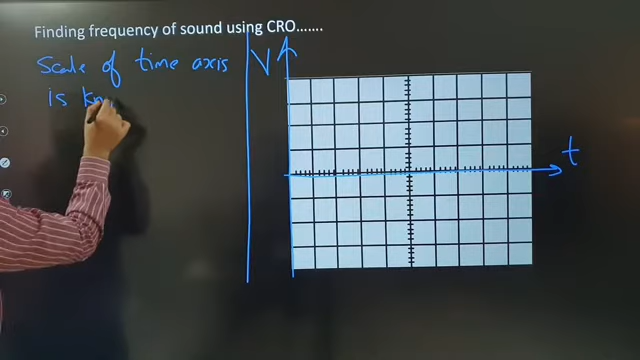 Finding frequency of sound using CRO.......
Scale of time axis
is
V
t